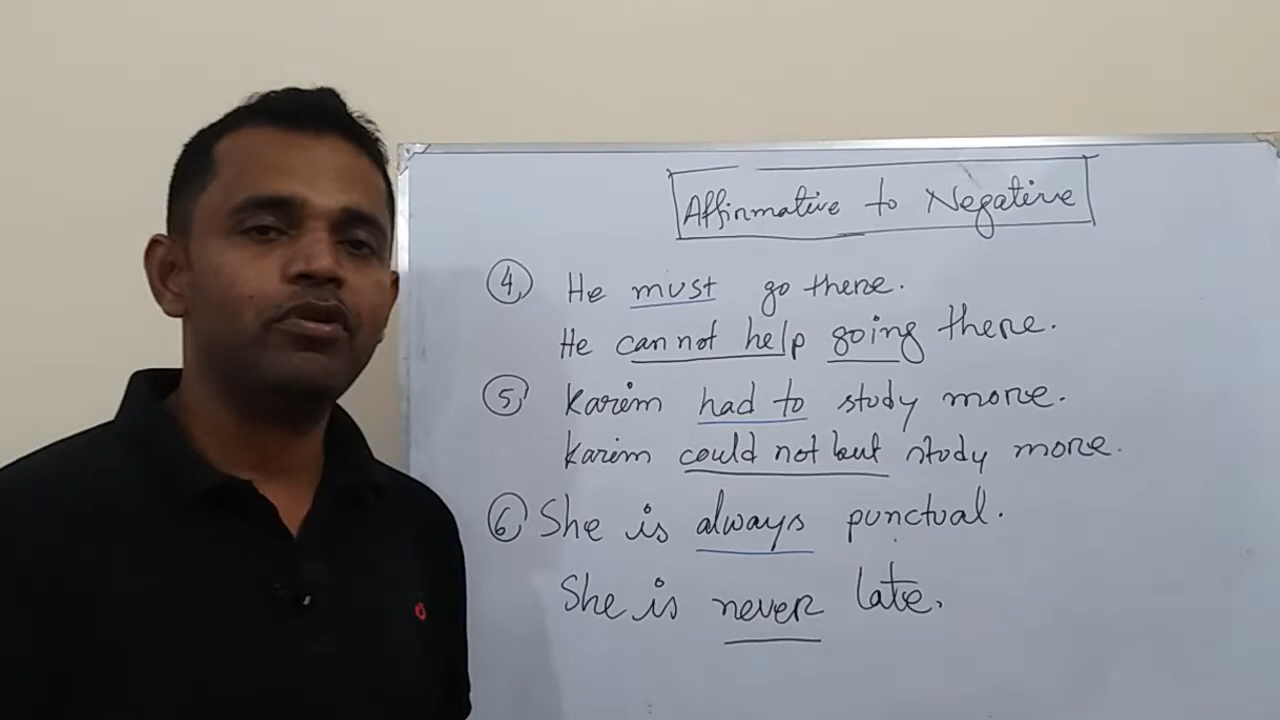 Affirmative to Negative
④ He must go there.
He cannot help going there.
⑤ Karim had to study more.
Karim could not but study more.
⑥ She is always punctual.
She is never late.